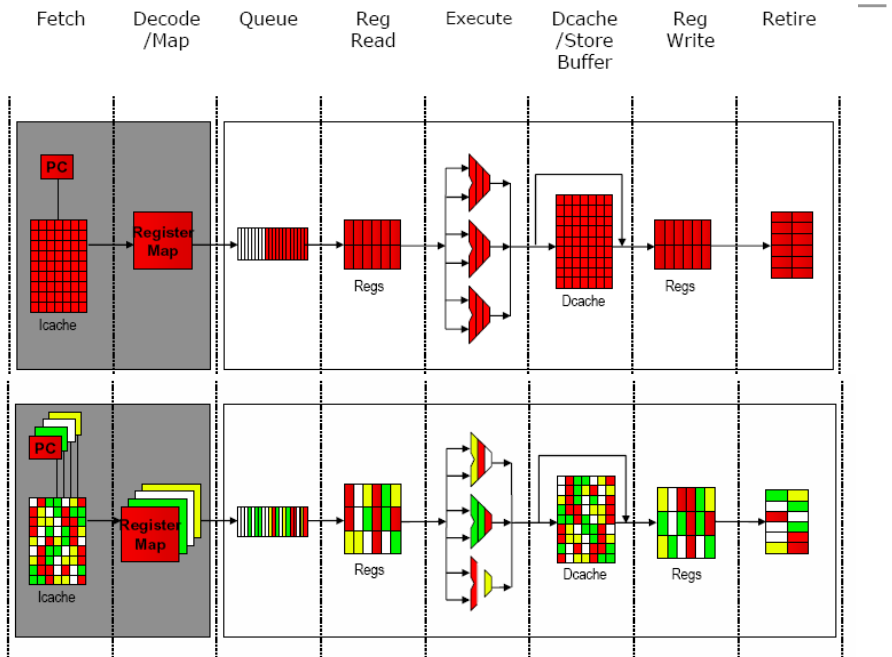 Fetch
Decode
/Map
Queue
Reg
Read
Execute
Dcache
/Store
Buffer
Reg
Write
Retire
PC
Register
Map
Icache
Regs
Dcache
Regs
PC
Register
Map
Icache
Regs
Dcache
Regs